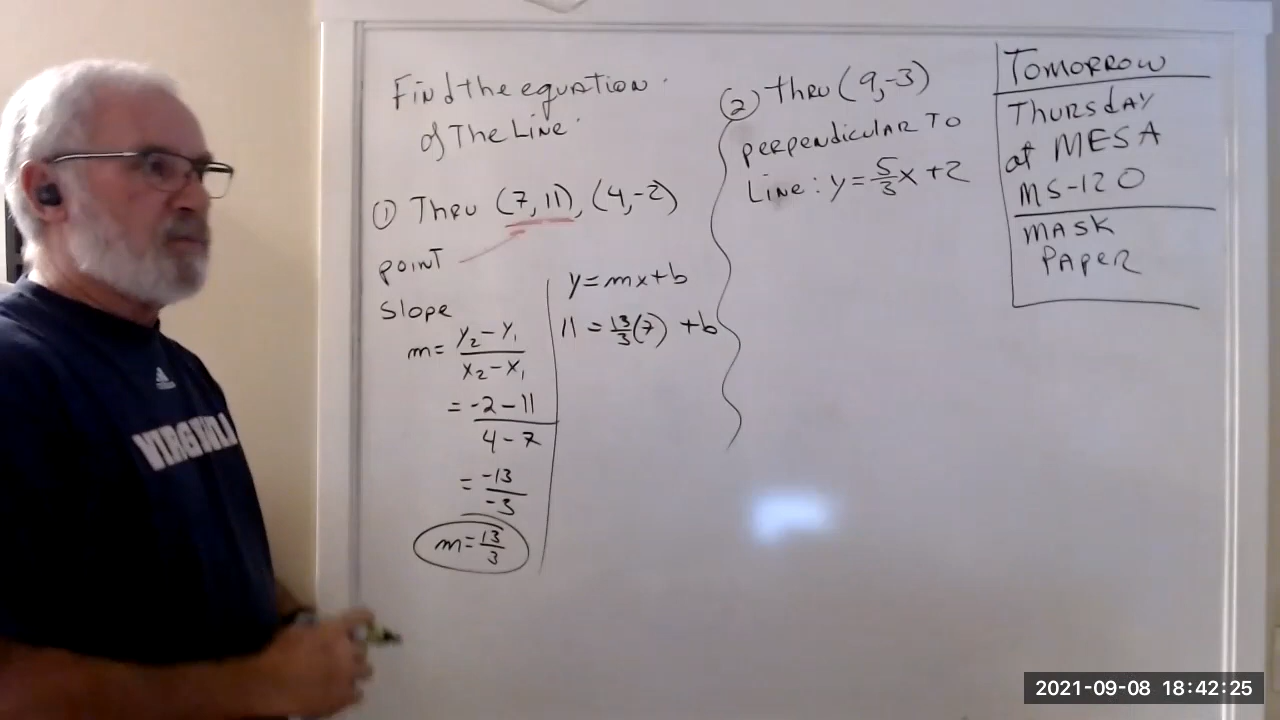 Find the equation
of The Line:
① Thru (7, 11), (4, -2)
point
Slope
m = y₂ - y₁ / x₂ - x₁
= -2 - 11 / 4 - 7
= -13 / -3
m = 13/3
y = mx + b
11 = 13/3 (7) + b
② thru (9, -3)
perpendicular To
Line: y = 5/3 x + 2
Tomorrow
Thursday
at MESA
MS-120
MASK
PAPER
VIRGINIA
2021-09-08 18:42:25